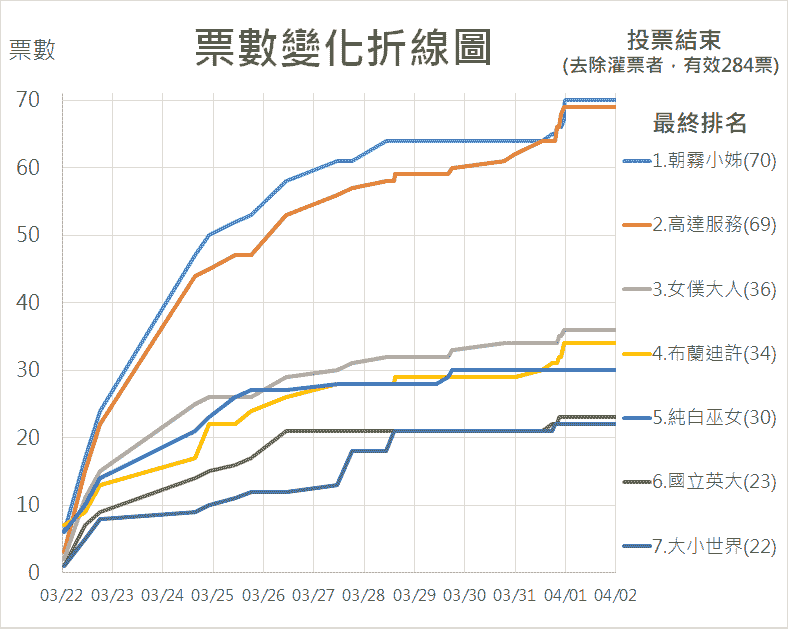 票數變化折線圖
票數
投票結束
(去除灌票者，有效284票)
最終排名
1.朝霧小姊(70)
2.高達服務(69)
3.女僕大人(36)
4.布蘭迪許(34)
5.純白巫女(30)
6.國立英大(23)
7.大小世界(22)
70
60
50
40
30
20
10
0
03/22 03/23 03/24 03/25 03/26 03/27 03/28 03/29 03/30 03/31 04/01 04/02